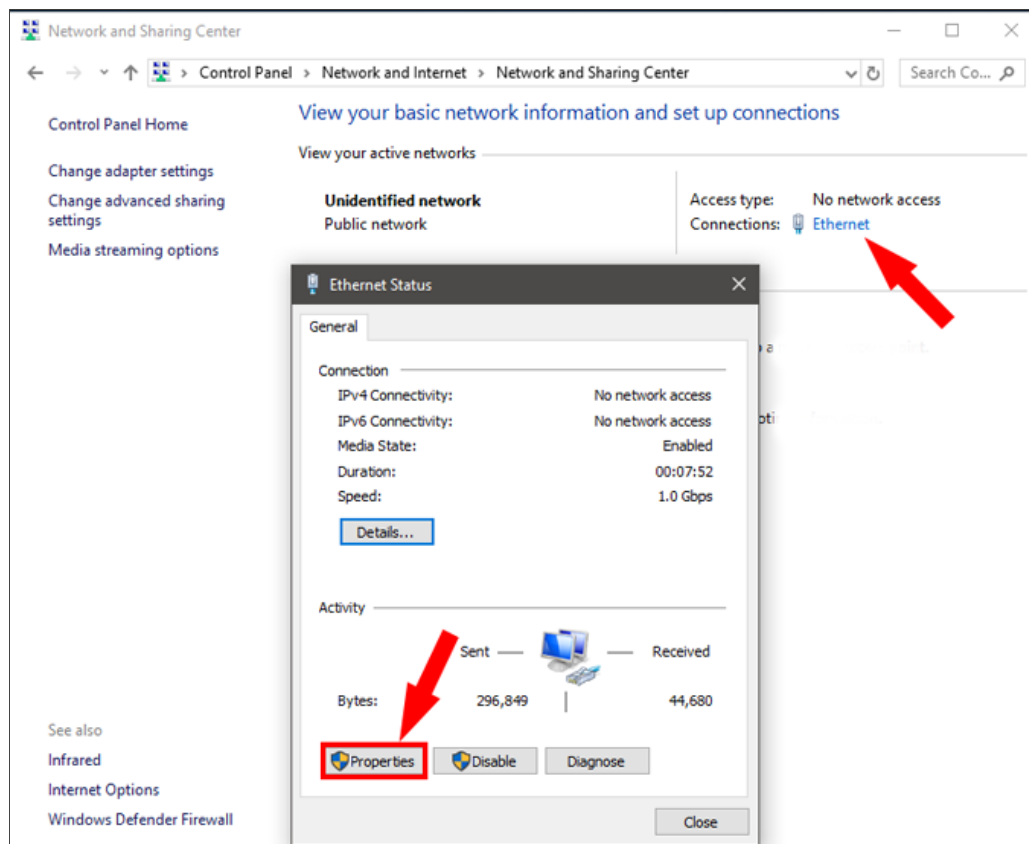 Network and Sharing Center
Control Panel > Network and Internet > Network and Sharing Center
Search Co...
Control Panel Home
Change adapter settings
Change advanced sharing
settings
Media streaming options
View your basic network information and set up connections
View your active networks
Unidentified network
Public network
Access type: No network access
Connections: Ethernet
Ethernet Status
General
Connection
IPv4 Connectivity: No network access
IPv6 Connectivity: No network access
Media State: Enabled
Duration: 00:07:52
Speed: 1.0 Gbps
Details...
Activity
Sent Received
Bytes: 296,849 44,680
Properties Disable Diagnose
Close
See also
Infrared
Internet Options
Windows Defender Firewall